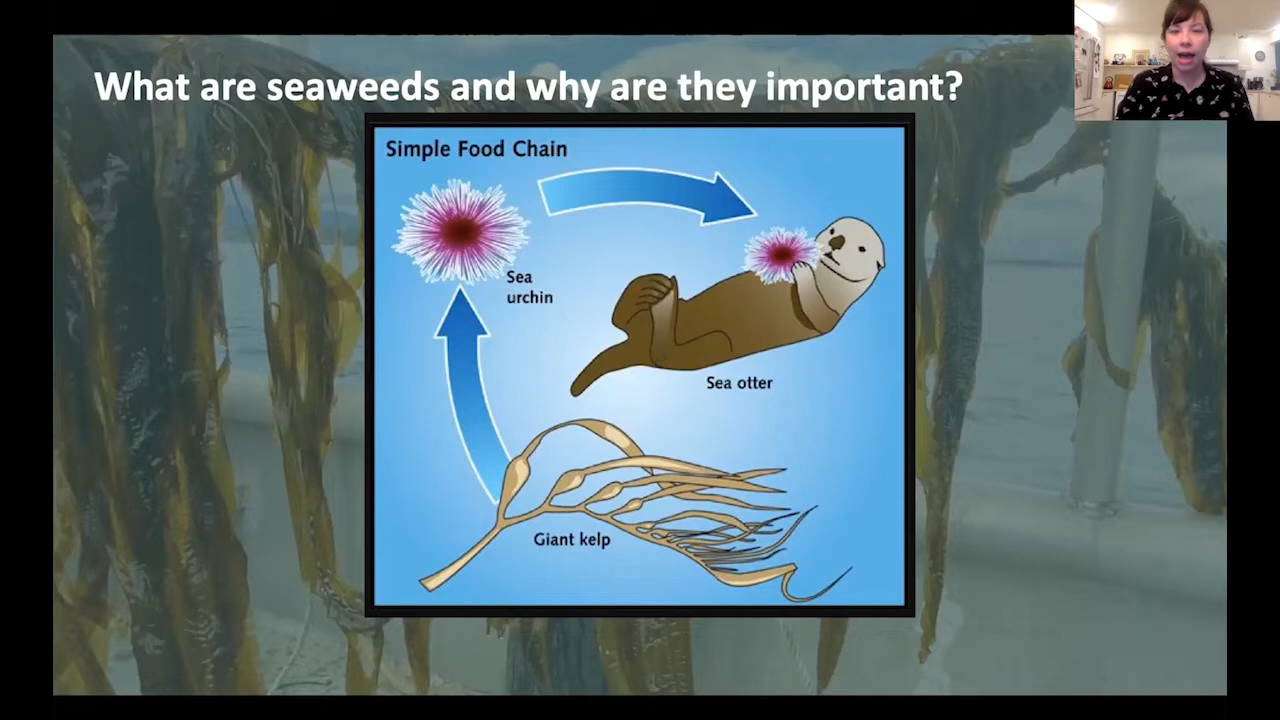 What are seaweeds and why are they important?
Simple Food Chain
Sea
urchin
Sea otter
Giant kelp